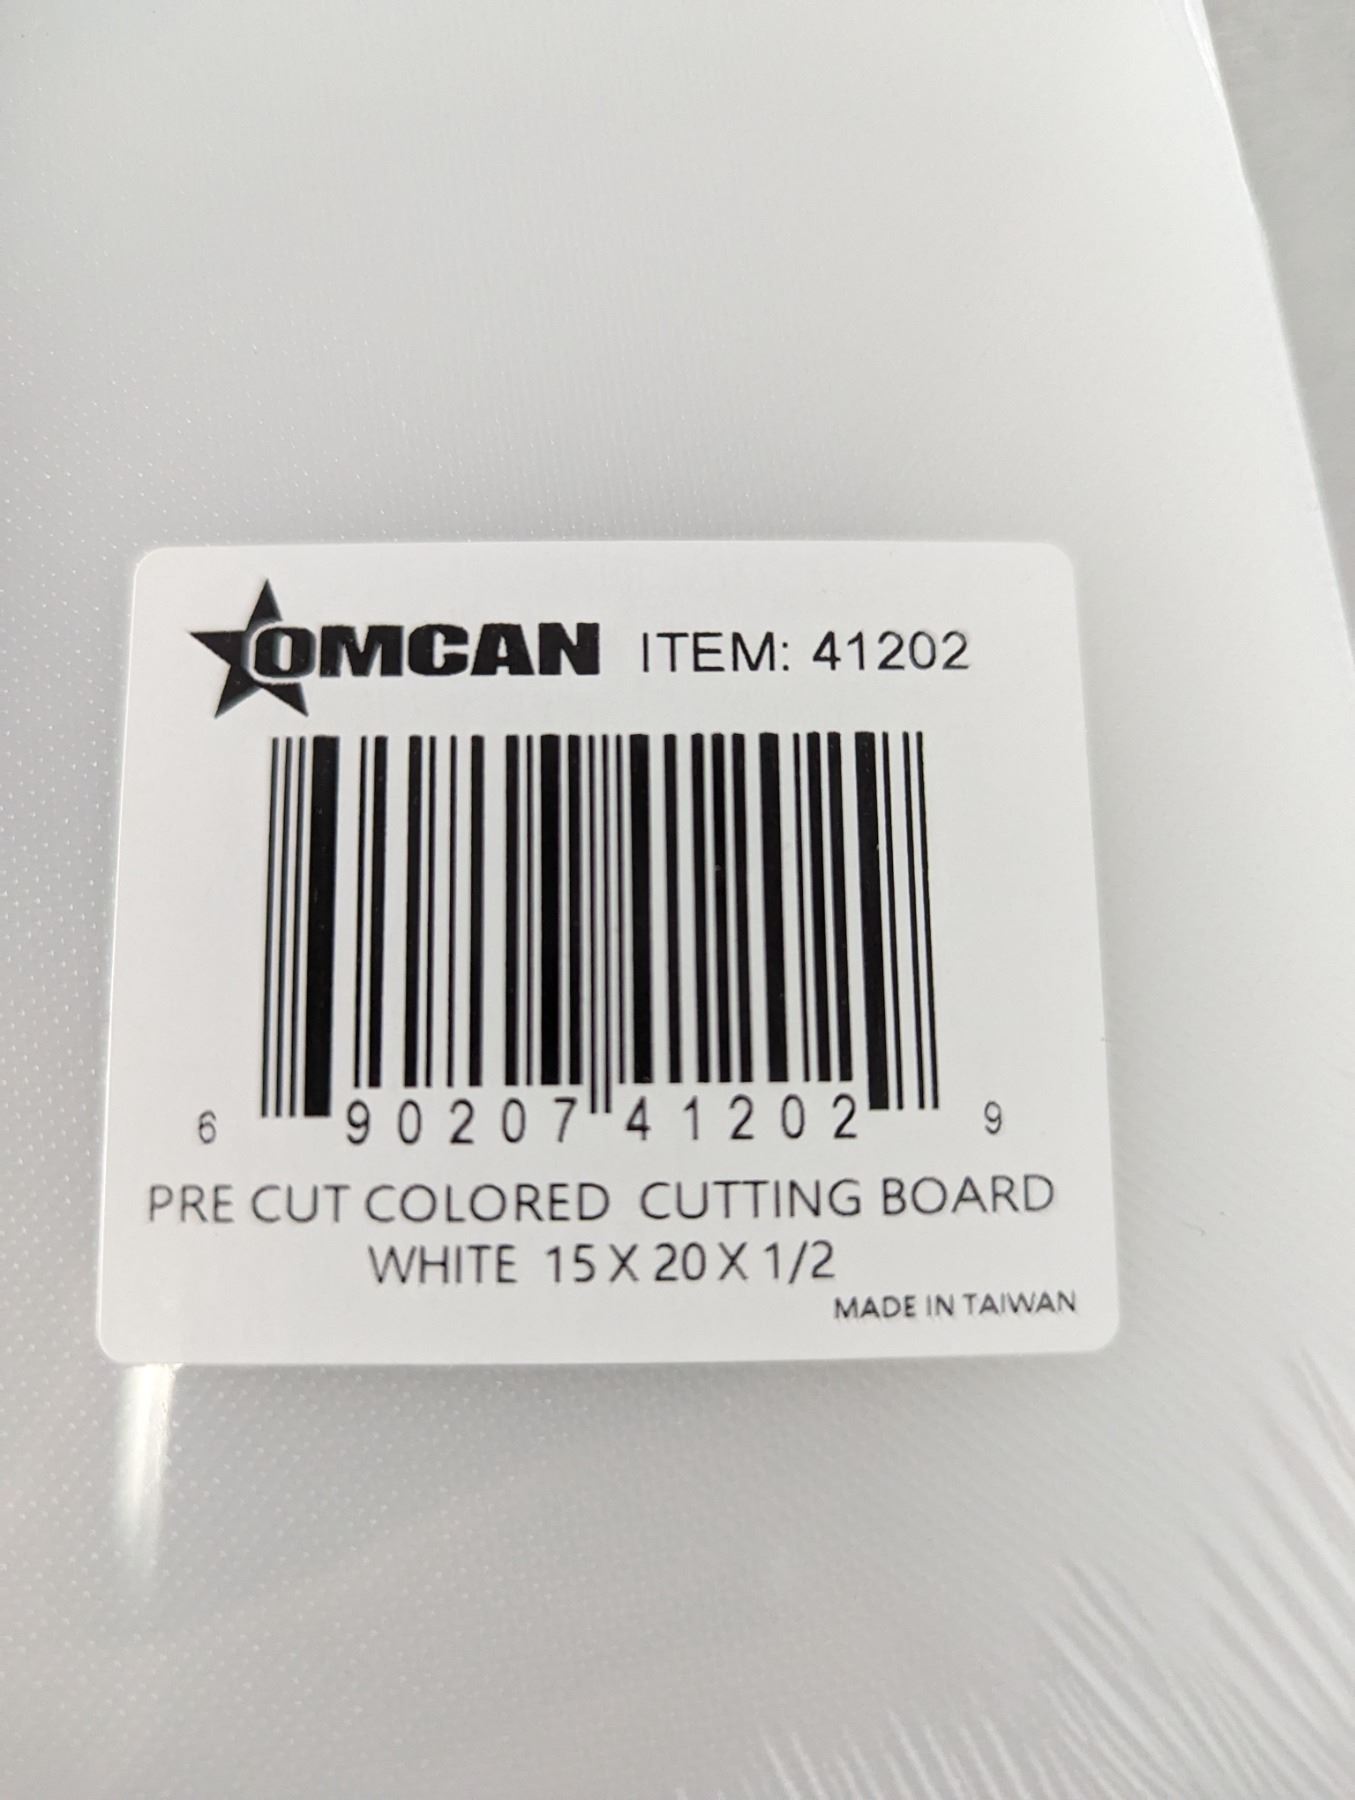 OMCAN ITEM: 41202
6 90207 41202 9
PRE CUT COLORED CUTTING BOARD
WHITE 15 X 20 X 1/2
MADE IN TAIWAN